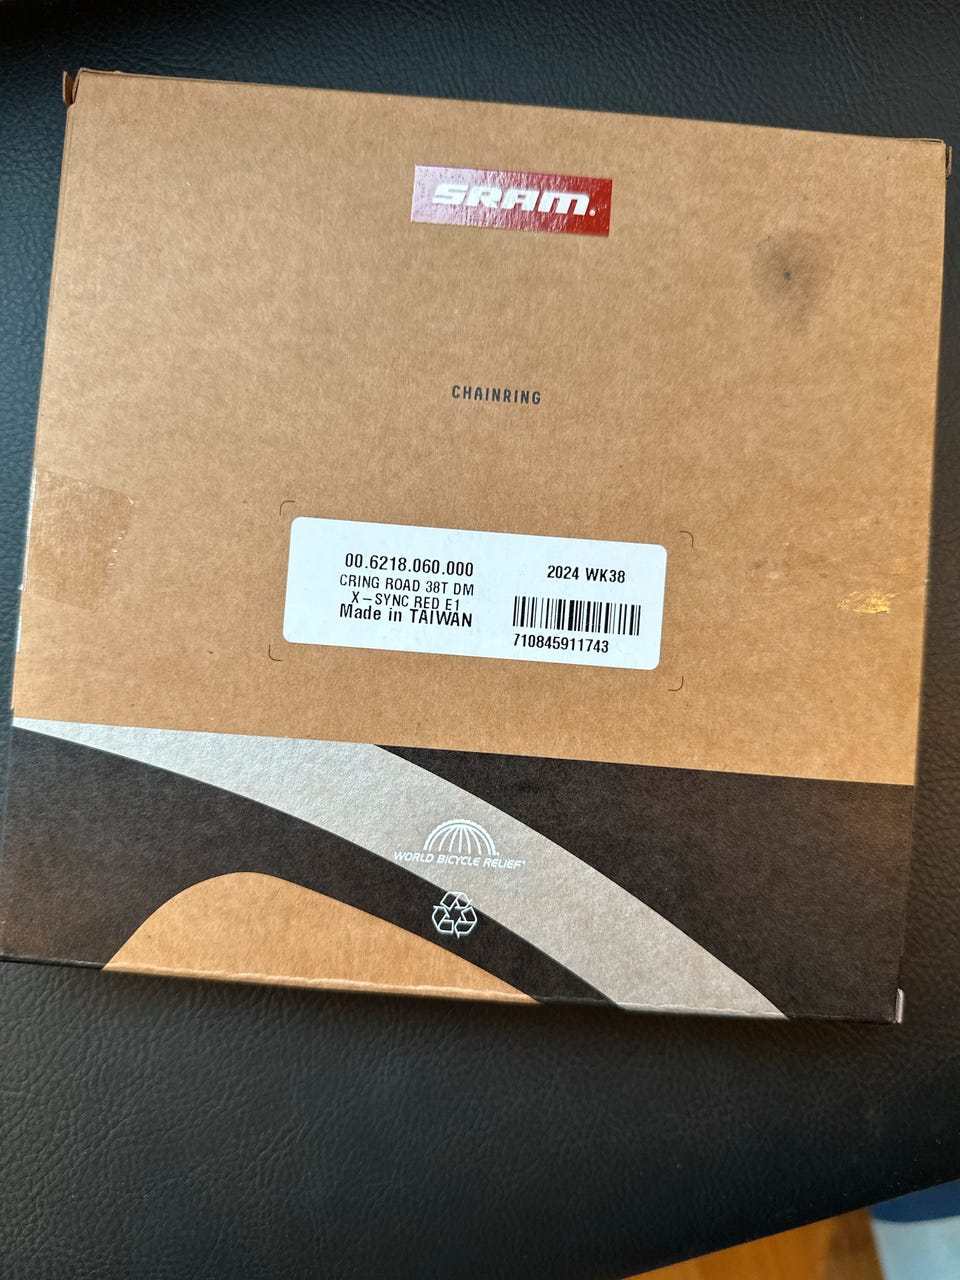 SRAM.
CHAINRING
00.6218.060.000
CRING ROAD 38T DM
X-SYNC RED E1
Made in TAIWAN
2024 WK38
710845911743
WORLD BICYCLE RELIEF